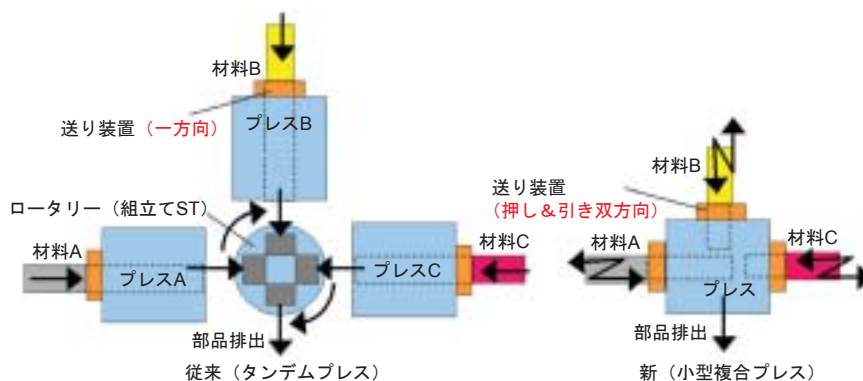 材料B
送り装置（一方向）
プレスB
ロータリー（組立てST）
材料A
プレスA
プレスC
材料C
部品排出
従来（タンデムプレス）
材料B
送り装置
（押し＆引き双方向）
材料A
材料C
プレス
部品排出
新（小型複合プレス）